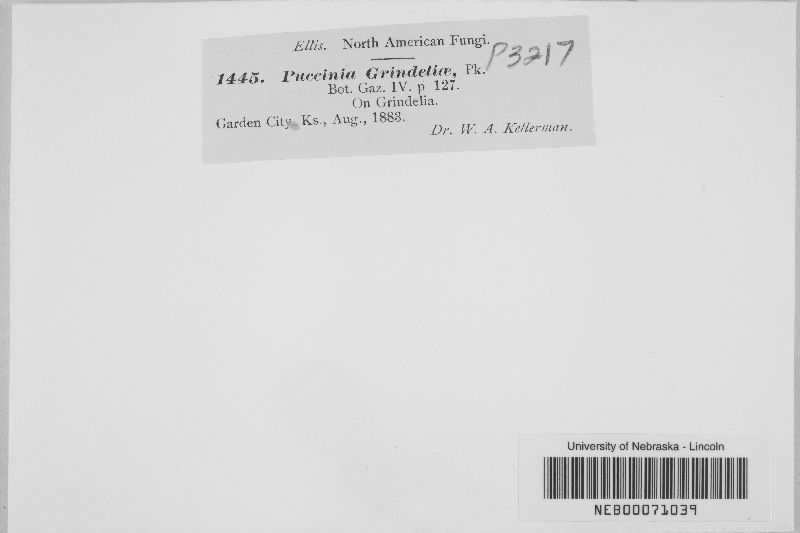 Ellis. North American Fungi.
P3217
1445. Puccinia Grindeliæ, Pk.
Bot. Gaz. IV. p 127.
On Grindelia.
Garden City, Ks., Aug., 1883.
Dr. W. A. Kellerman.
University of Nebraska - Lincoln
NEB00071039